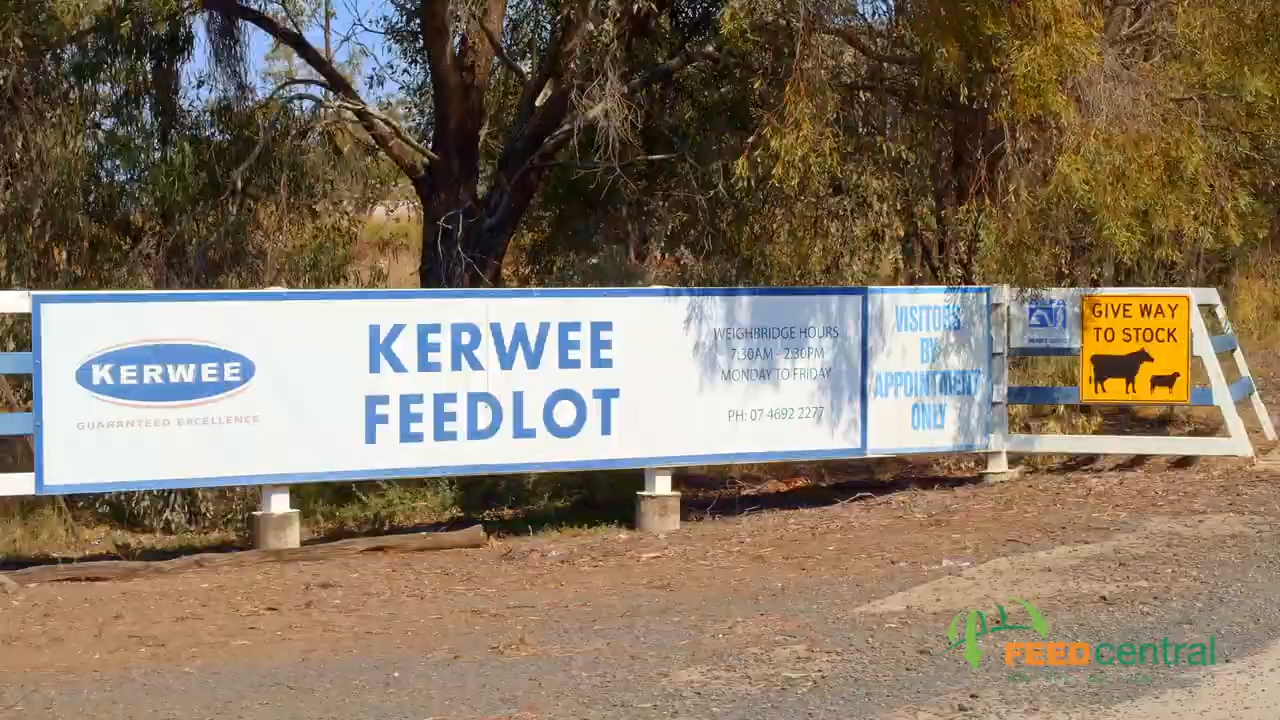 KERWEE
GUARANTEED EXCELLENCE
KERWEE
FEEDLOT
WEIGHBRIDGE HOURS
7:30AM - 2:30PM
MONDAY TO FRIDAY
PH: 07 4692 2277
VISITORS
BY
APPOINTMENT
ONLY
GIVE WAY
TO STOCK
FEEDcentral